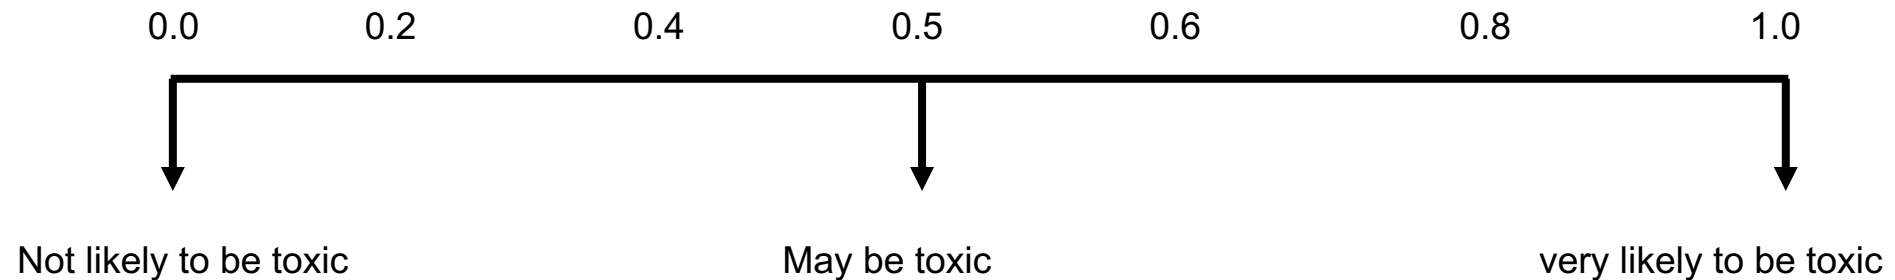 0.0 0.2 0.4 0.5 0.6 0.8 1.0
Not likely to be toxic May be toxic very likely to be toxic